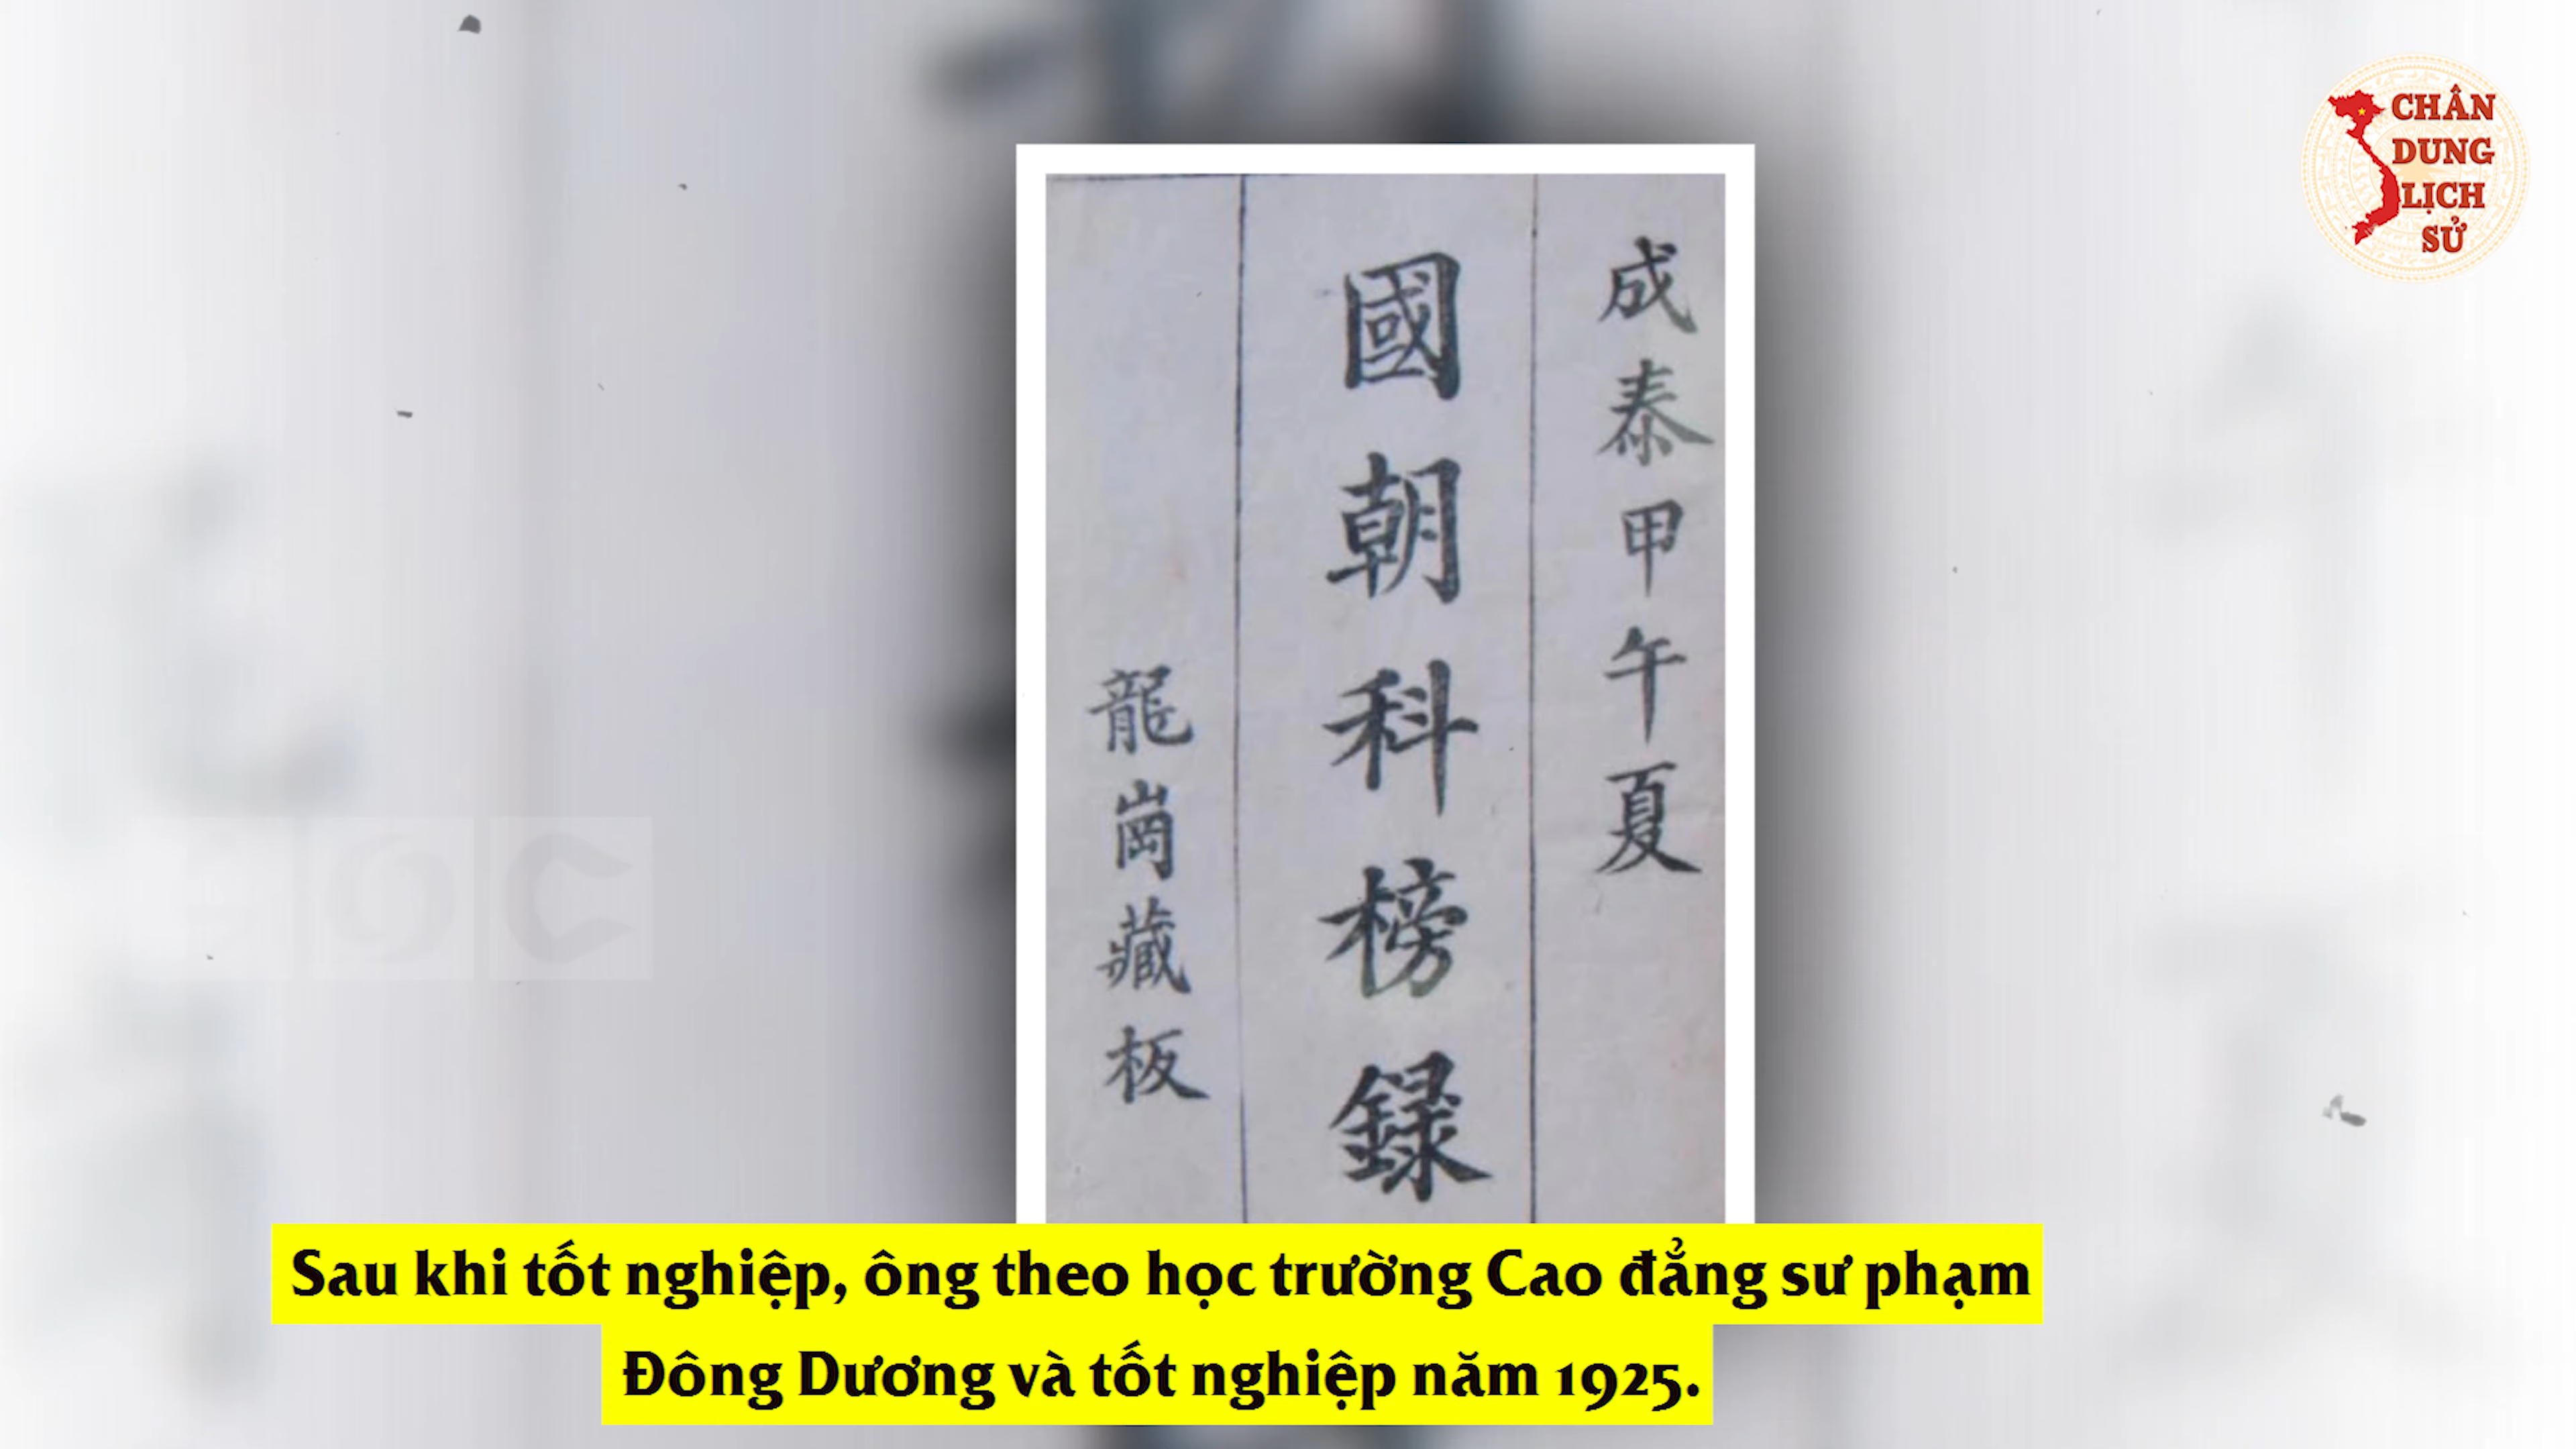 CHÂN
DUNG
LỊCH
SỬ
成泰甲午夏
國朝科榜録
龍崗藏板
Sau khi tốt nghiệp, ông theo học trường Cao đẳng sư phạm
Đông Dương và tốt nghiệp năm 1925.